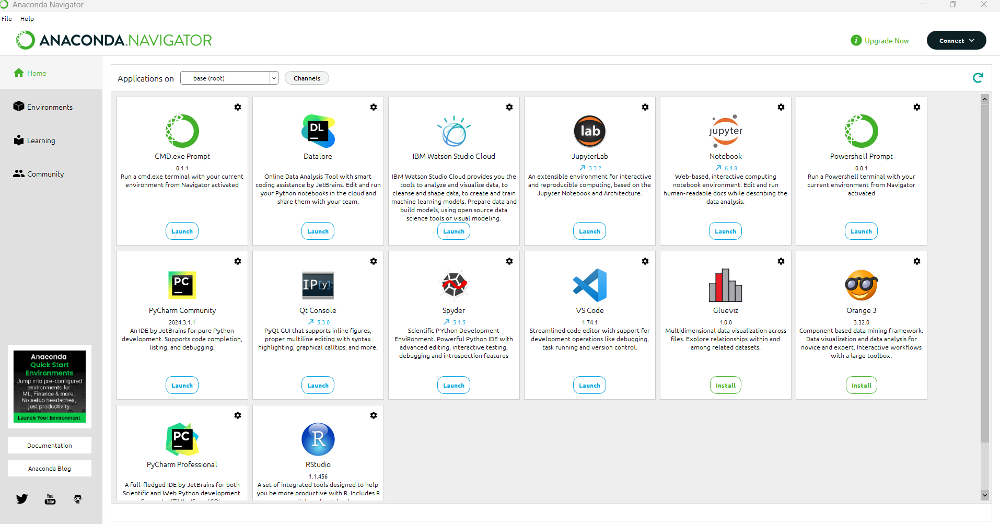 Anaconda Navigator
File Help
ANACONDA.NAVIGATOR
i Upgrade Now
Connect
Home
Environments
Learning
Community
Anaconda
Quick Start
Environments
Jump into pre-configured
environments for
ML, Finance & more.
No setup headaches,
just productivity.
Launch Your Environment
Documentation
Anaconda Blog
You
Tube
Applications on base (root) Channels
CMD.exe Prompt
0.1.1
Run a cmd.exe terminal with your current
environment from Navigator activated
Launch
DL
Datalore
Online Data Analysis Tool with smart
coding assistance by JetBrains. Edit and run
your Python notebooks in the cloud and
share them with your team.
Launch
IBM Watson Studio Cloud
IBM Watson Studio Cloud provides you the
tools to analyze and visualize data, to
cleanse and shape data, to create and train
machine learning models. Prepare data and
build models, using open source data
science tools or visual modeling.
Launch
lab
JupyterLab
3.3.2
An extensible environment for interactive
and reproducible computing, based on the
Jupyter Notebook and Architecture.
Launch
jupyter
Notebook
6.4.8
Web-based, interactive computing
notebook environment. Edit and run
human-readable docs while describing the
data analysis.
Launch
Powershell Prompt
0.0.1
Run a Powershell terminal with your
current environment from Navigator
activated
Launch
PC
PyCharm Community
2024.3.1.1
An IDE by JetBrains for pure Python
development. Supports code completion,
listing, and debugging.
Launch
IP[y]:
Qt Console
5.3.0
PyQt GUI that supports inline figures,
proper multiline editing with syntax
highlighting, graphical calltips, and more.
Launch
Spyder
5.1.5
Scientific PYthon Development
EnviRonment. Powerful Python IDE with
advanced editing, interactive testing,
debugging and introspection features
Launch
VS Code
1.74.1
Streamlined code editor with support for
development operations like debugging,
task running and version control.
Launch
Glueviz
1.0.0
Multidimensional data visualization across
files. Explore relationships within and
among related datasets.
Install
Orange 3
3.32.0
Component based data mining framework.
Data visualization and data analysis for
novice and expert. Interactive workflows
with a large toolbox.
Install
PC
PyCharm Professional
A full-fledged IDE by JetBrains for both
Scientific and Web Python development.
R
RStudio
1.1.456
A set of integrated tools designed to help
you be more productive with R. Includes R